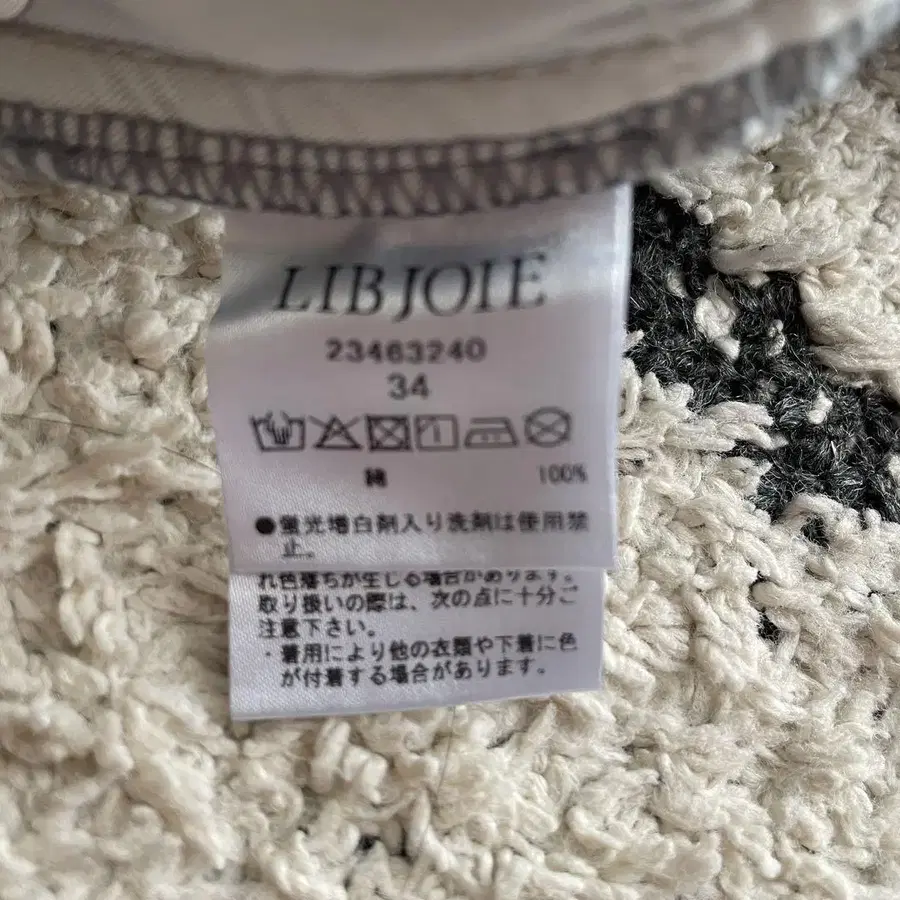 LIB JOIE
23463240
34
綿 100%
●蛍光増白剤入り洗剤は使用禁
止。
れ色落ちが生じる場合があります。
取り扱いの際は、次の点に十分ご
注意下さい。
・着用により他の衣類や下着に色
が付着する場合があります。